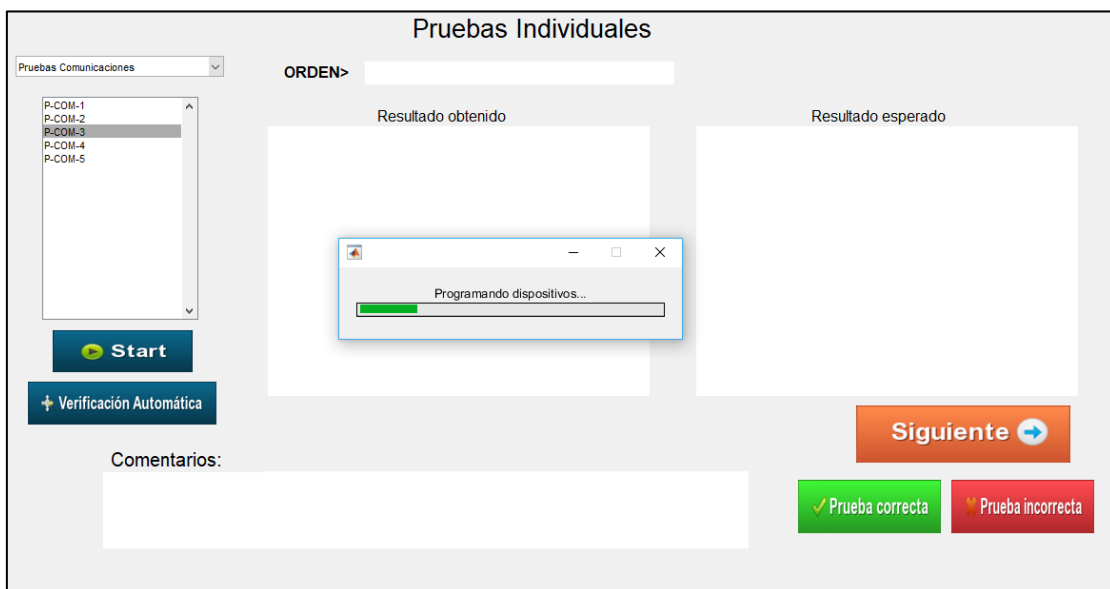 Pruebas Individuales
Pruebas Comunicaciones
ORDEN>
P-COM-1
P-COM-2
P-COM-3
P-COM-4
P-COM-5
Resultado obtenido
Resultado esperado
Programando dispositivos...
Start
Verificación Automática
Siguiente
Comentarios:
Prueba correcta
Prueba incorrecta